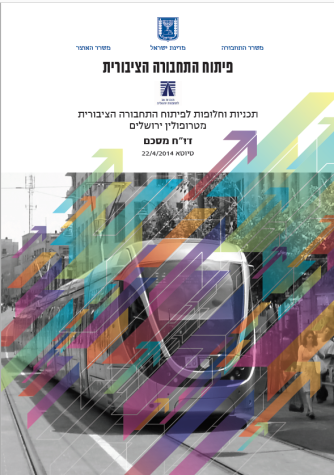 משרד התחבורה
מדינת ישראל
משרד האוצר
פיתוח התחבורה הציבורית
תכניות וחלופות לפיתוח התחבורה הציבורית
מטרופולין ירושלים
דו"ח מסכם
טיוטא 22/4/2014